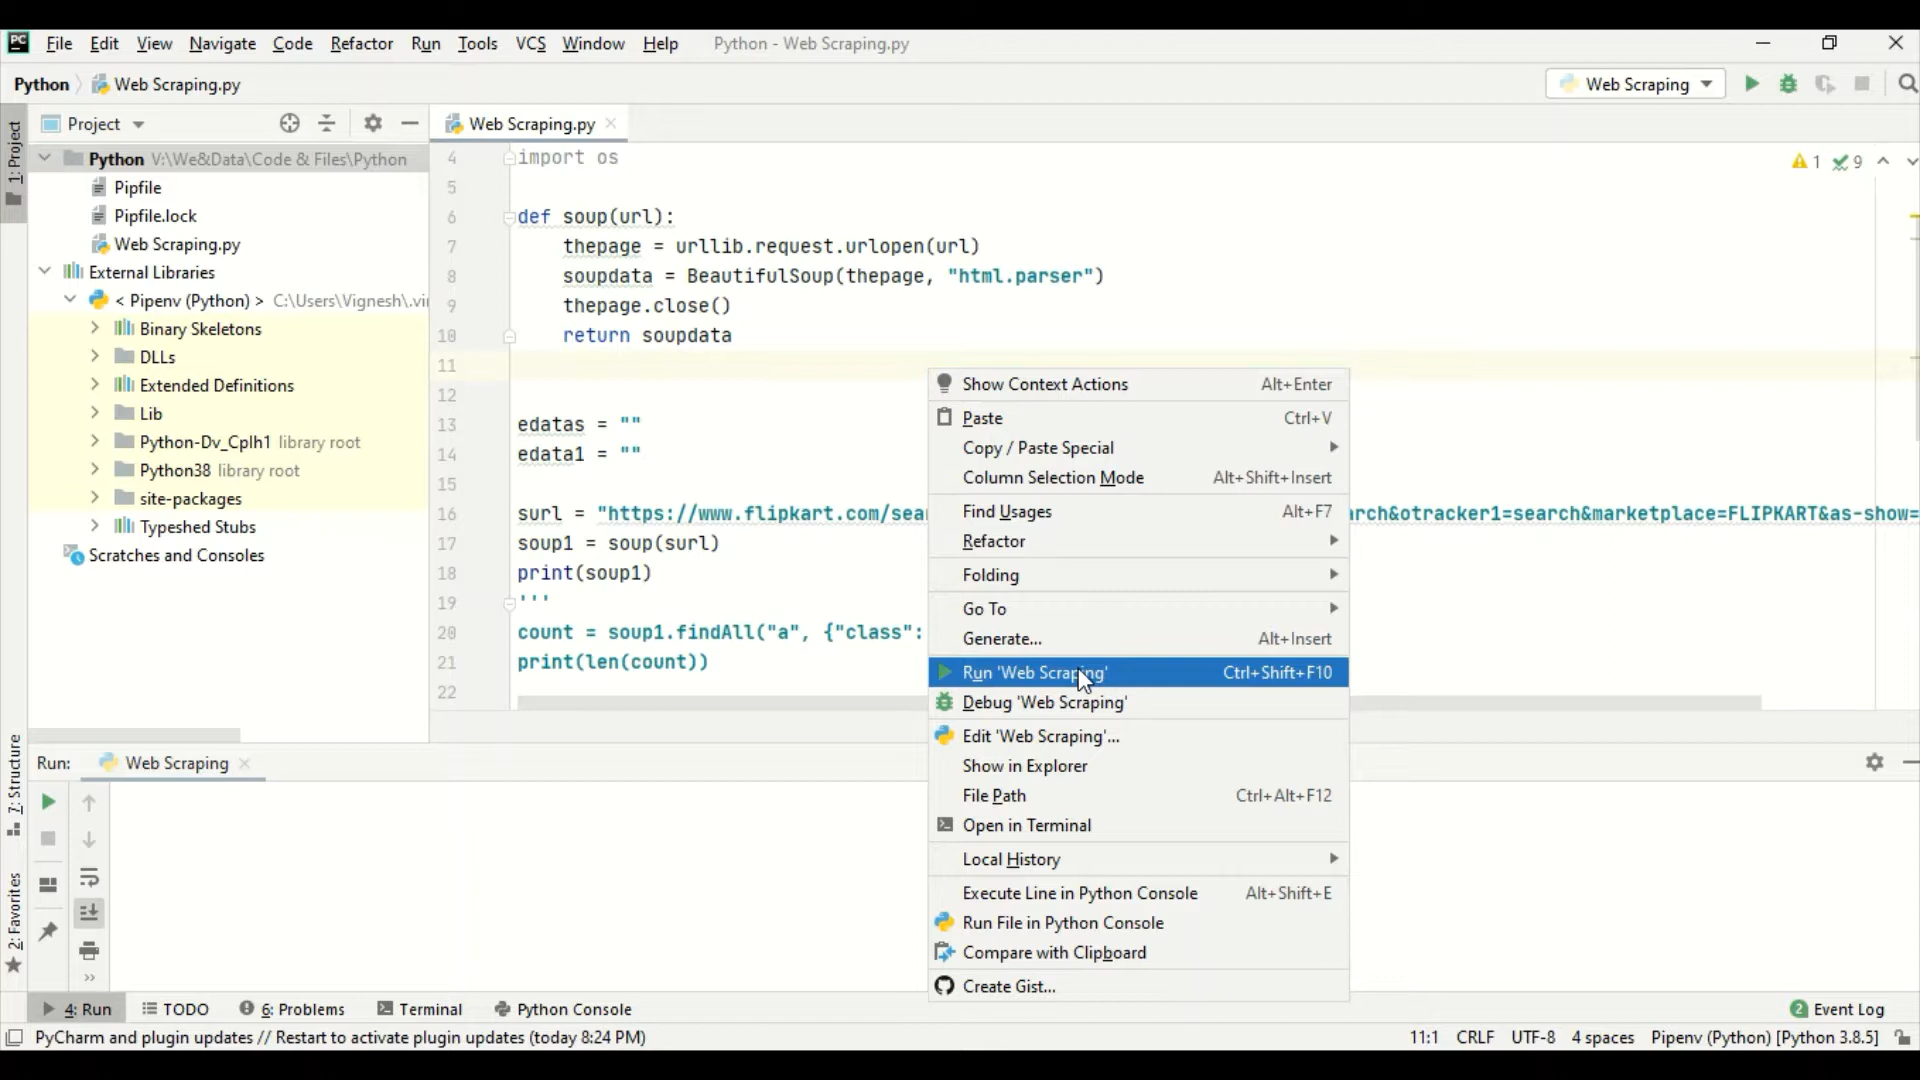 PC File Edit View Navigate Code Refactor Run Tools VCS Window Help Python - Web Scraping.py
Python Web Scraping.py Web Scraping
1: Project
Project
Web Scraping.py
Python V:\We&Data\Code & Files\Python
Pipfile
Pipfile.lock
Web Scraping.py
External Libraries
< Pipenv (Python) > C:\Users\Vignesh\.vi
Binary Skeletons
DLLs
Extended Definitions
Lib
Python-Dv_Cplh1 library root
Python38 library root
site-packages
Typeshed Stubs
Scratches and Consoles
1 9
4 import os
5
6 def soup(url):
7 thepage = urllib.request.urlopen(url)
8 soupdata = BeautifulSoup(thepage, "html.parser")
9 thepage.close()
10 return soupdata
11
12
13 edatas = ""
14 edata1 = ""
15
16 surl = "https://www.flipkart.com/sea rch&otracker1=search&marketplace=FLIPKART&as-show=
17 soup1 = soup(surl)
18 print(soup1)
19 '''
20 count = soup1.findAll("a", {"class":
21 print(len(count))
22
Show Context Actions Alt+Enter
Paste Ctrl+V
Copy / Paste Special
Column Selection Mode Alt+Shift+Insert
Find Usages Alt+F7
Refactor
Folding
Go To
Generate... Alt+Insert
Run 'Web Scraping' Ctrl+Shift+F10
Debug 'Web Scraping'
Edit 'Web Scraping'...
Show in Explorer
File Path Ctrl+Alt+F12
Open in Terminal
Local History
Execute Line in Python Console Alt+Shift+E
Run File in Python Console
Compare with Clipboard
Create Gist...
7: Structure
2: Favorites
Run: Web Scraping
4: Run TODO 6: Problems Terminal Python Console 2 Event Log
PyCharm and plugin updates // Restart to activate plugin updates (today 8:24 PM) 11:1 CRLF UTF-8 4 spaces Pipenv (Python) [Python 3.8.5]